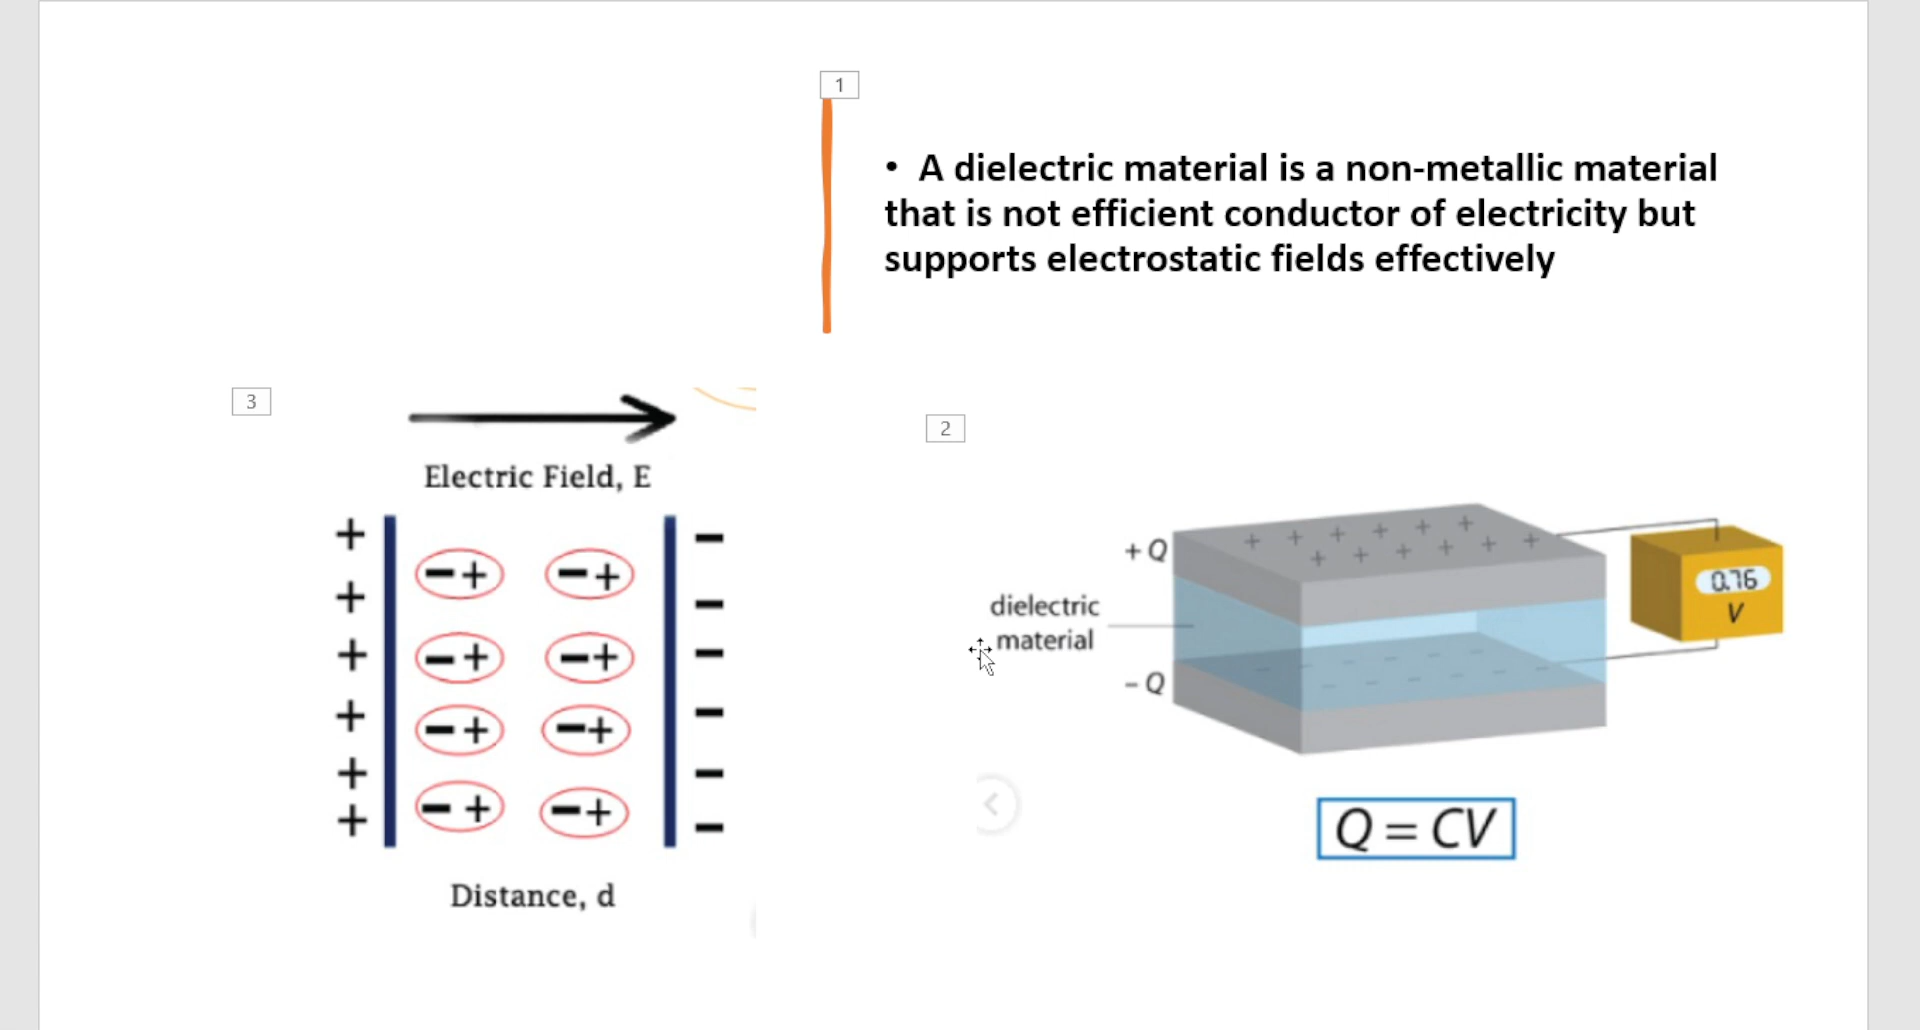 1
• A dielectric material is a non-metallic material
that is not efficient conductor of electricity but
supports electrostatic fields effectively
3
Electric Field, E
+ −
+ −
+ −
+ −
+ −
+ −
− + − +
− + − +
− + − +
− + − +
Distance, d
2
+ + + + + +
+ + + + + +
+ Q
dielectric
material
− Q
0.76
V
Q = CV